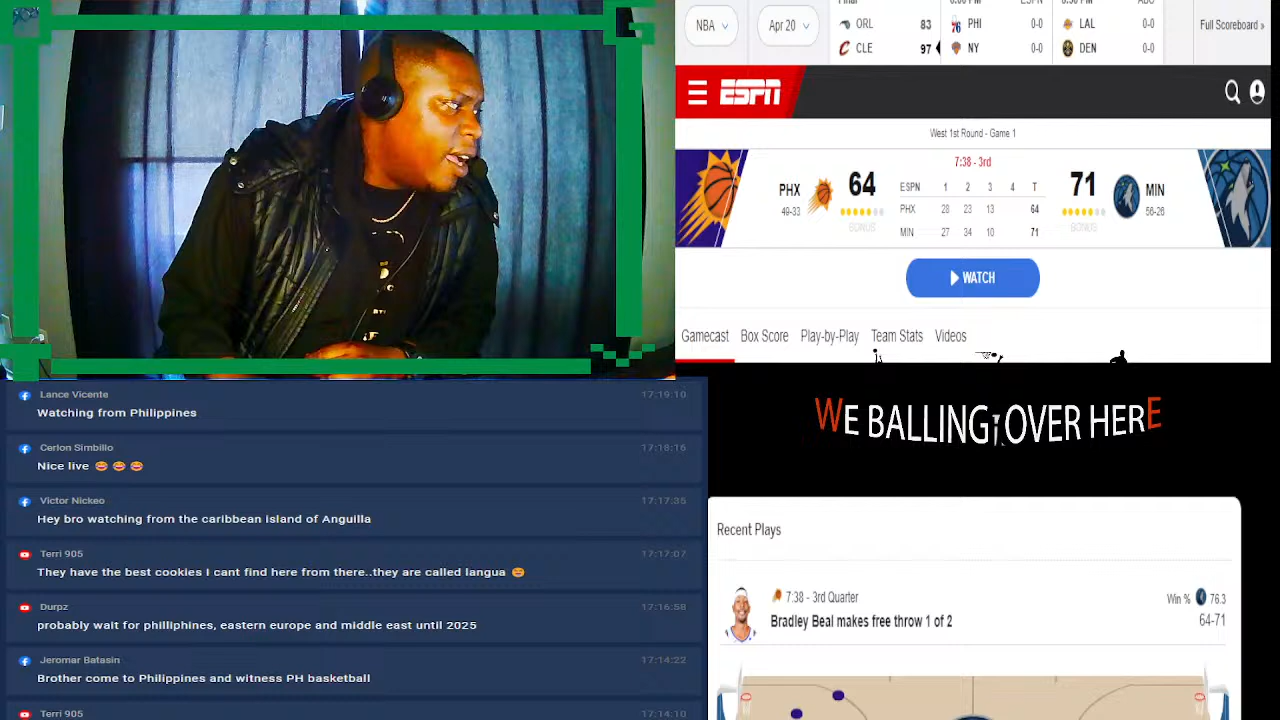 NBA
Apr 20
ORL 83
CLE 97
PHI 0-0
NY 0-0
LAL 0-0
DEN 0-0
Full Scoreboard »
ESPN
West 1st Round - Game 1
7:38 - 3rd
PHX 64
49-33
BONUS
ESPN 1 2 3 4 T
PHX 28 23 13 64
MIN 27 34 10 71
71 MIN
56-26
BONUS
WATCH
Gamecast Box Score Play-by-Play Team Stats Videos
WE BALLING OVER HERE
Recent Plays
7:38 - 3rd Quarter
Bradley Beal makes free throw 1 of 2
Win % 76.3
64-71
Lance Vicente 17:19:10
Watching from Philippines
Cerlon Simbillo 17:18:16
Nice live 😂 😂 😂
Victor Nickeo 17:17:35
Hey bro watching from the caribbean island of Anguilla
Terri 905 17:17:07
They have the best cookies I cant find here from there..they are called langua 😊
Durpz 17:16:58
probably wait for philliphines, eastern europe and middle east until 2025
Jeromar Batasin 17:14:22
Brother come to Philippines and witness PH basketball
Terri 905 17:14:10